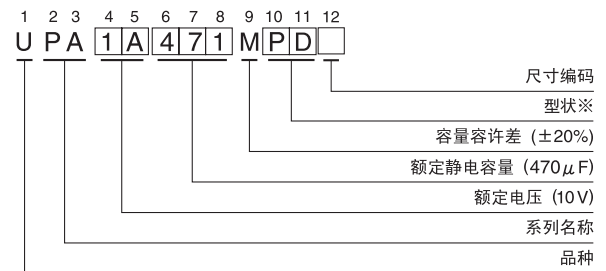 1 2 3 4 5 6 7 8 9 10 11 12
U P A 1 A 4 7 1 M P D
尺寸编码
型状※
容量容许差 (±20%)
额定静电容量 (470μF)
额定电压 (10V)
系列名称
品种